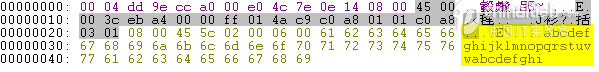 00000000: 00 04 dd 9e cc a0 00 e0 4c 7e 0e 14 08 00 45 00 E.
00000010: 00 3c eb a4 00 00 ff 01 4a c9 c0 a8 01 01 c0 a8
00000020: 03 01 08 00 45 5c 02 00 06 00 61 62 63 64 65 66 abcdef
00000030: 67 68 69 6a 6b 6c 6d 6e 6f 70 71 72 73 74 75 76 ghijklmnopqrstuv
00000040: 77 61 62 63 64 65 66 67 68 69 wabcdefghi